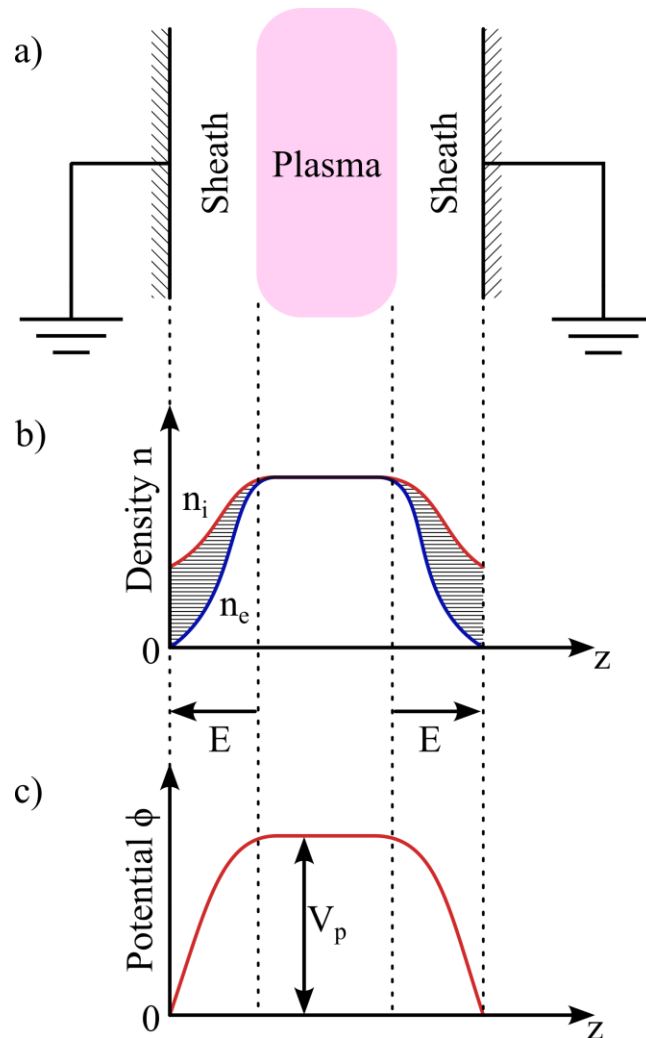 a)
Sheath
Plasma
Sheath
b)
Density n
n_i
n_e
0
z
E
E
c)
Potential ϕ
V_p
0
z